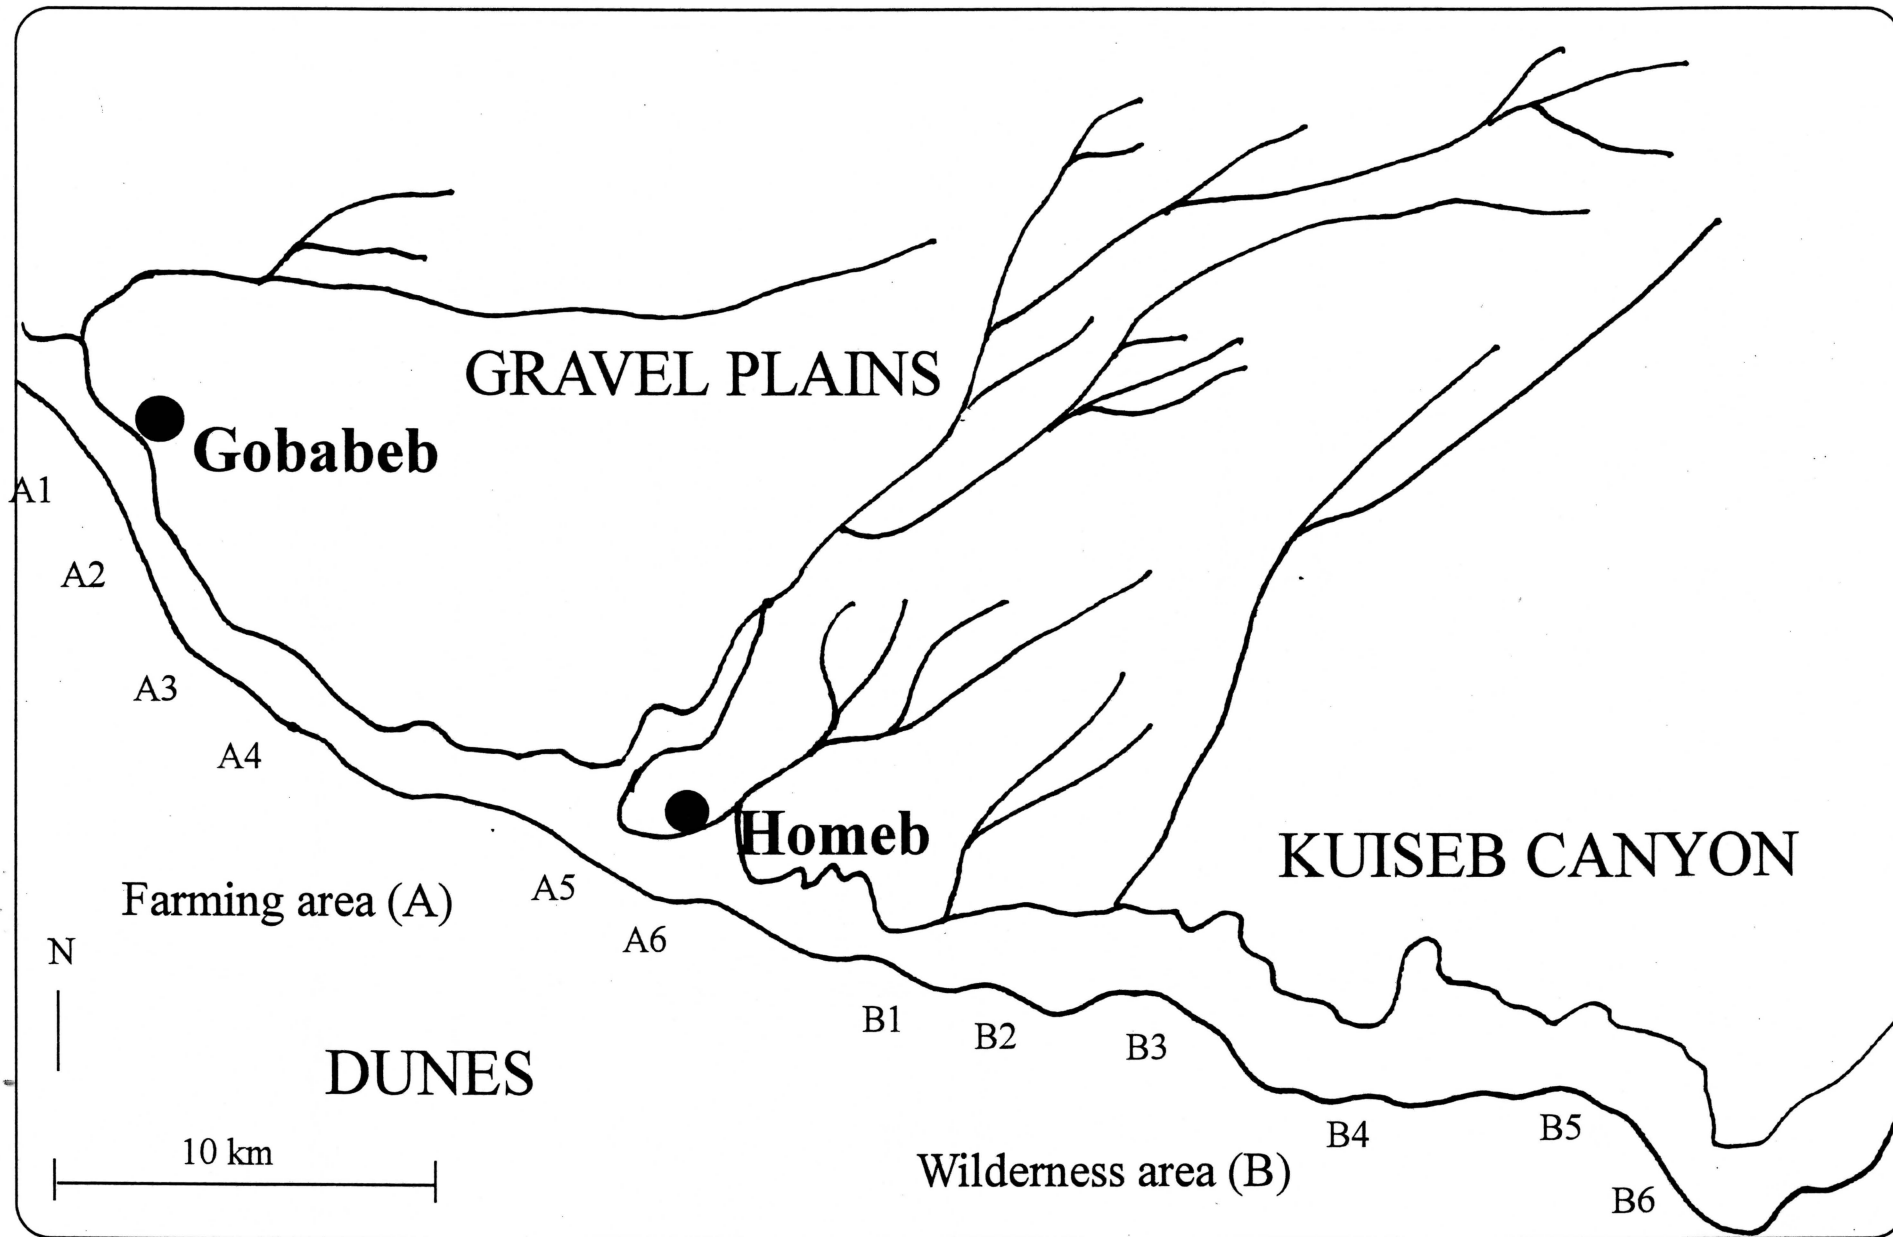 GRAVEL PLAINS
Gobabeb
A1
A2
A3
A4
Homeb
KUISEB CANYON
Farming area (A)
A5
A6
N
B1
B2
B3
DUNES
B4
B5
10 km
Wilderness area (B)
B6